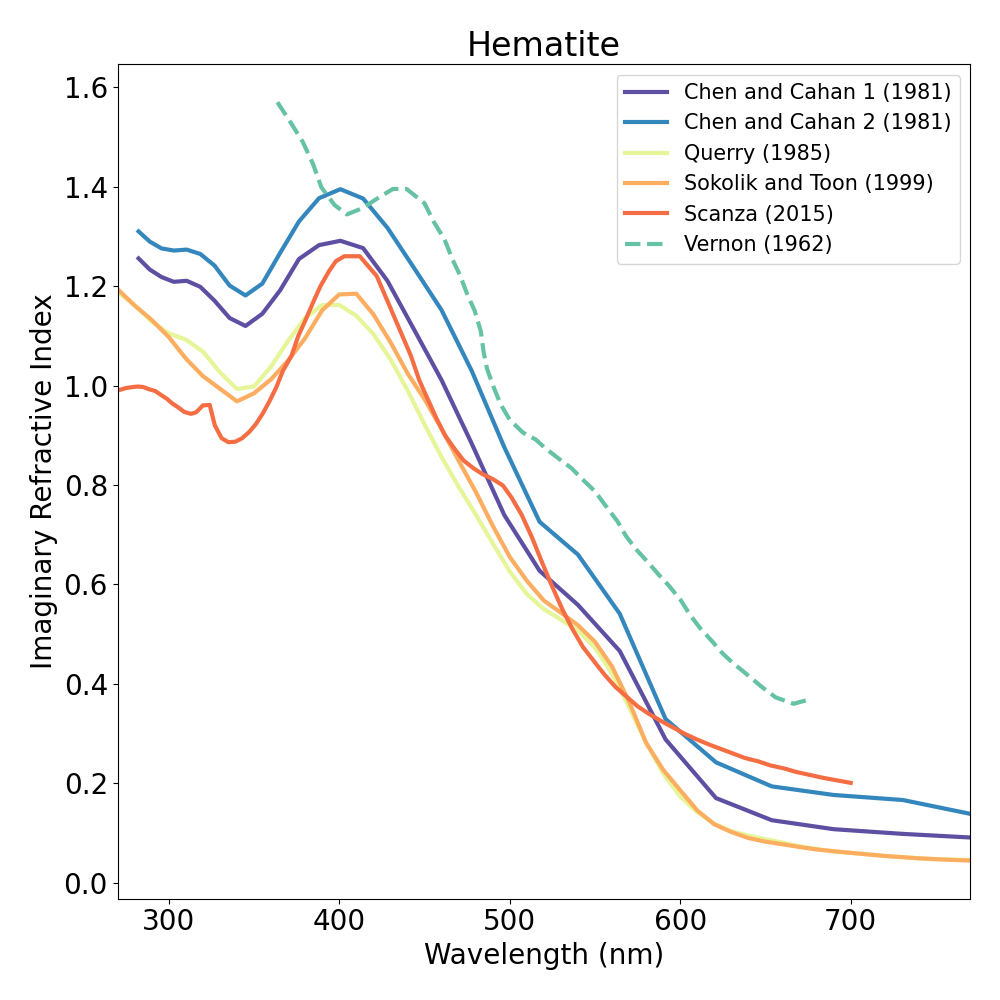 Hematite
1.6
1.4
1.2
1.0
0.8
0.6
0.4
0.2
0.0
Imaginary Refractive Index
Chen and Cahan 1 (1981)
Chen and Cahan 2 (1981)
Querry (1985)
Sokolik and Toon (1999)
Scanza (2015)
Vernon (1962)
300 400 500 600 700
Wavelength (nm)